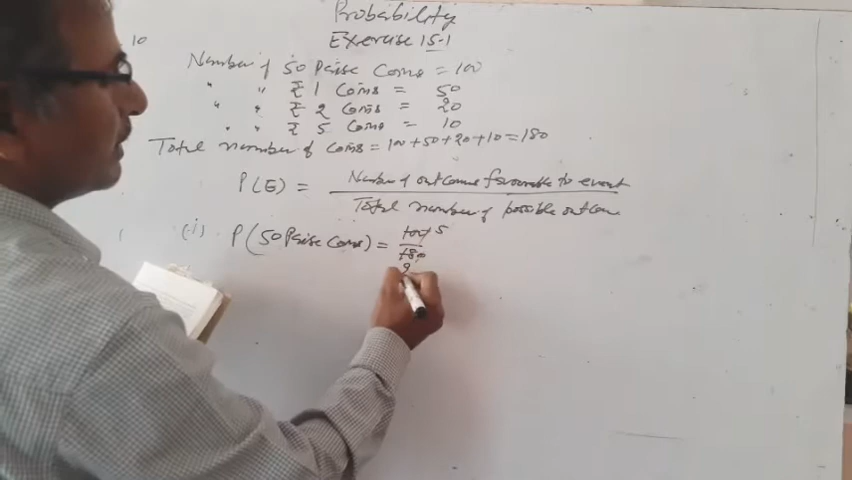 Probability
10 Exercise 15.1
Number of 50 Paise Coins = 100
" " ₹ 1 Coins = 50
" " ₹ 2 Coins = 20
" " ₹ 5 Coins = 10
Total number of Coins = 100+50+20+10=180
P(E) = Number of outcome favourable to event
Total number of possible outcome
(i) P(50 Paise Coins) = 100 5
180
9